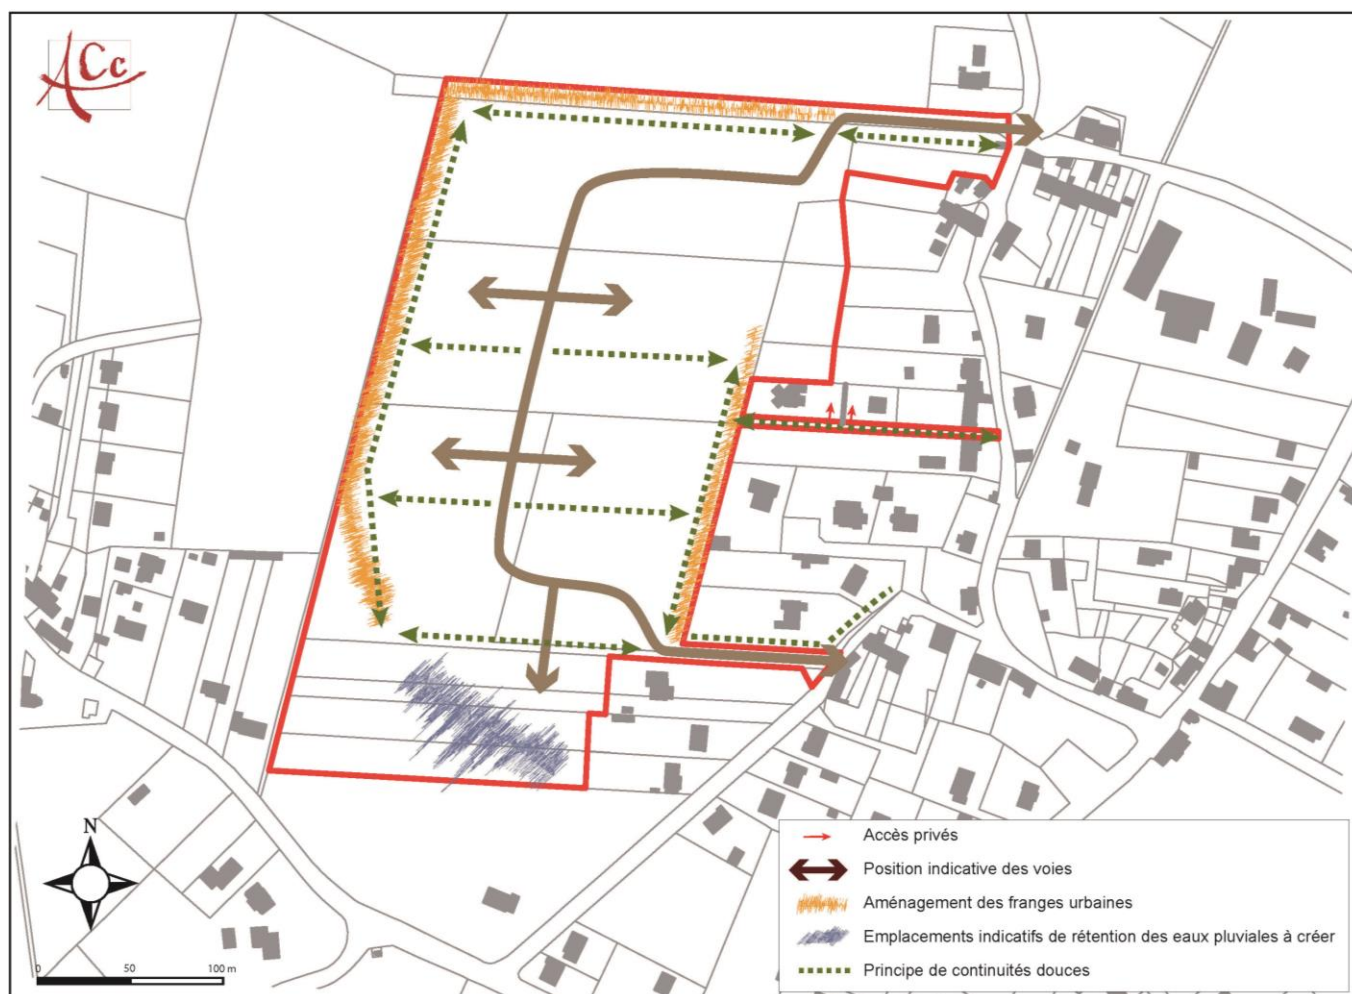 ACc
Accès privés
Position indicative des voies
Aménagement des franges urbaines
Emplacements indicatifs de rétention des eaux pluviales à créer
Principe de continuités douces
N
0 50 100 m